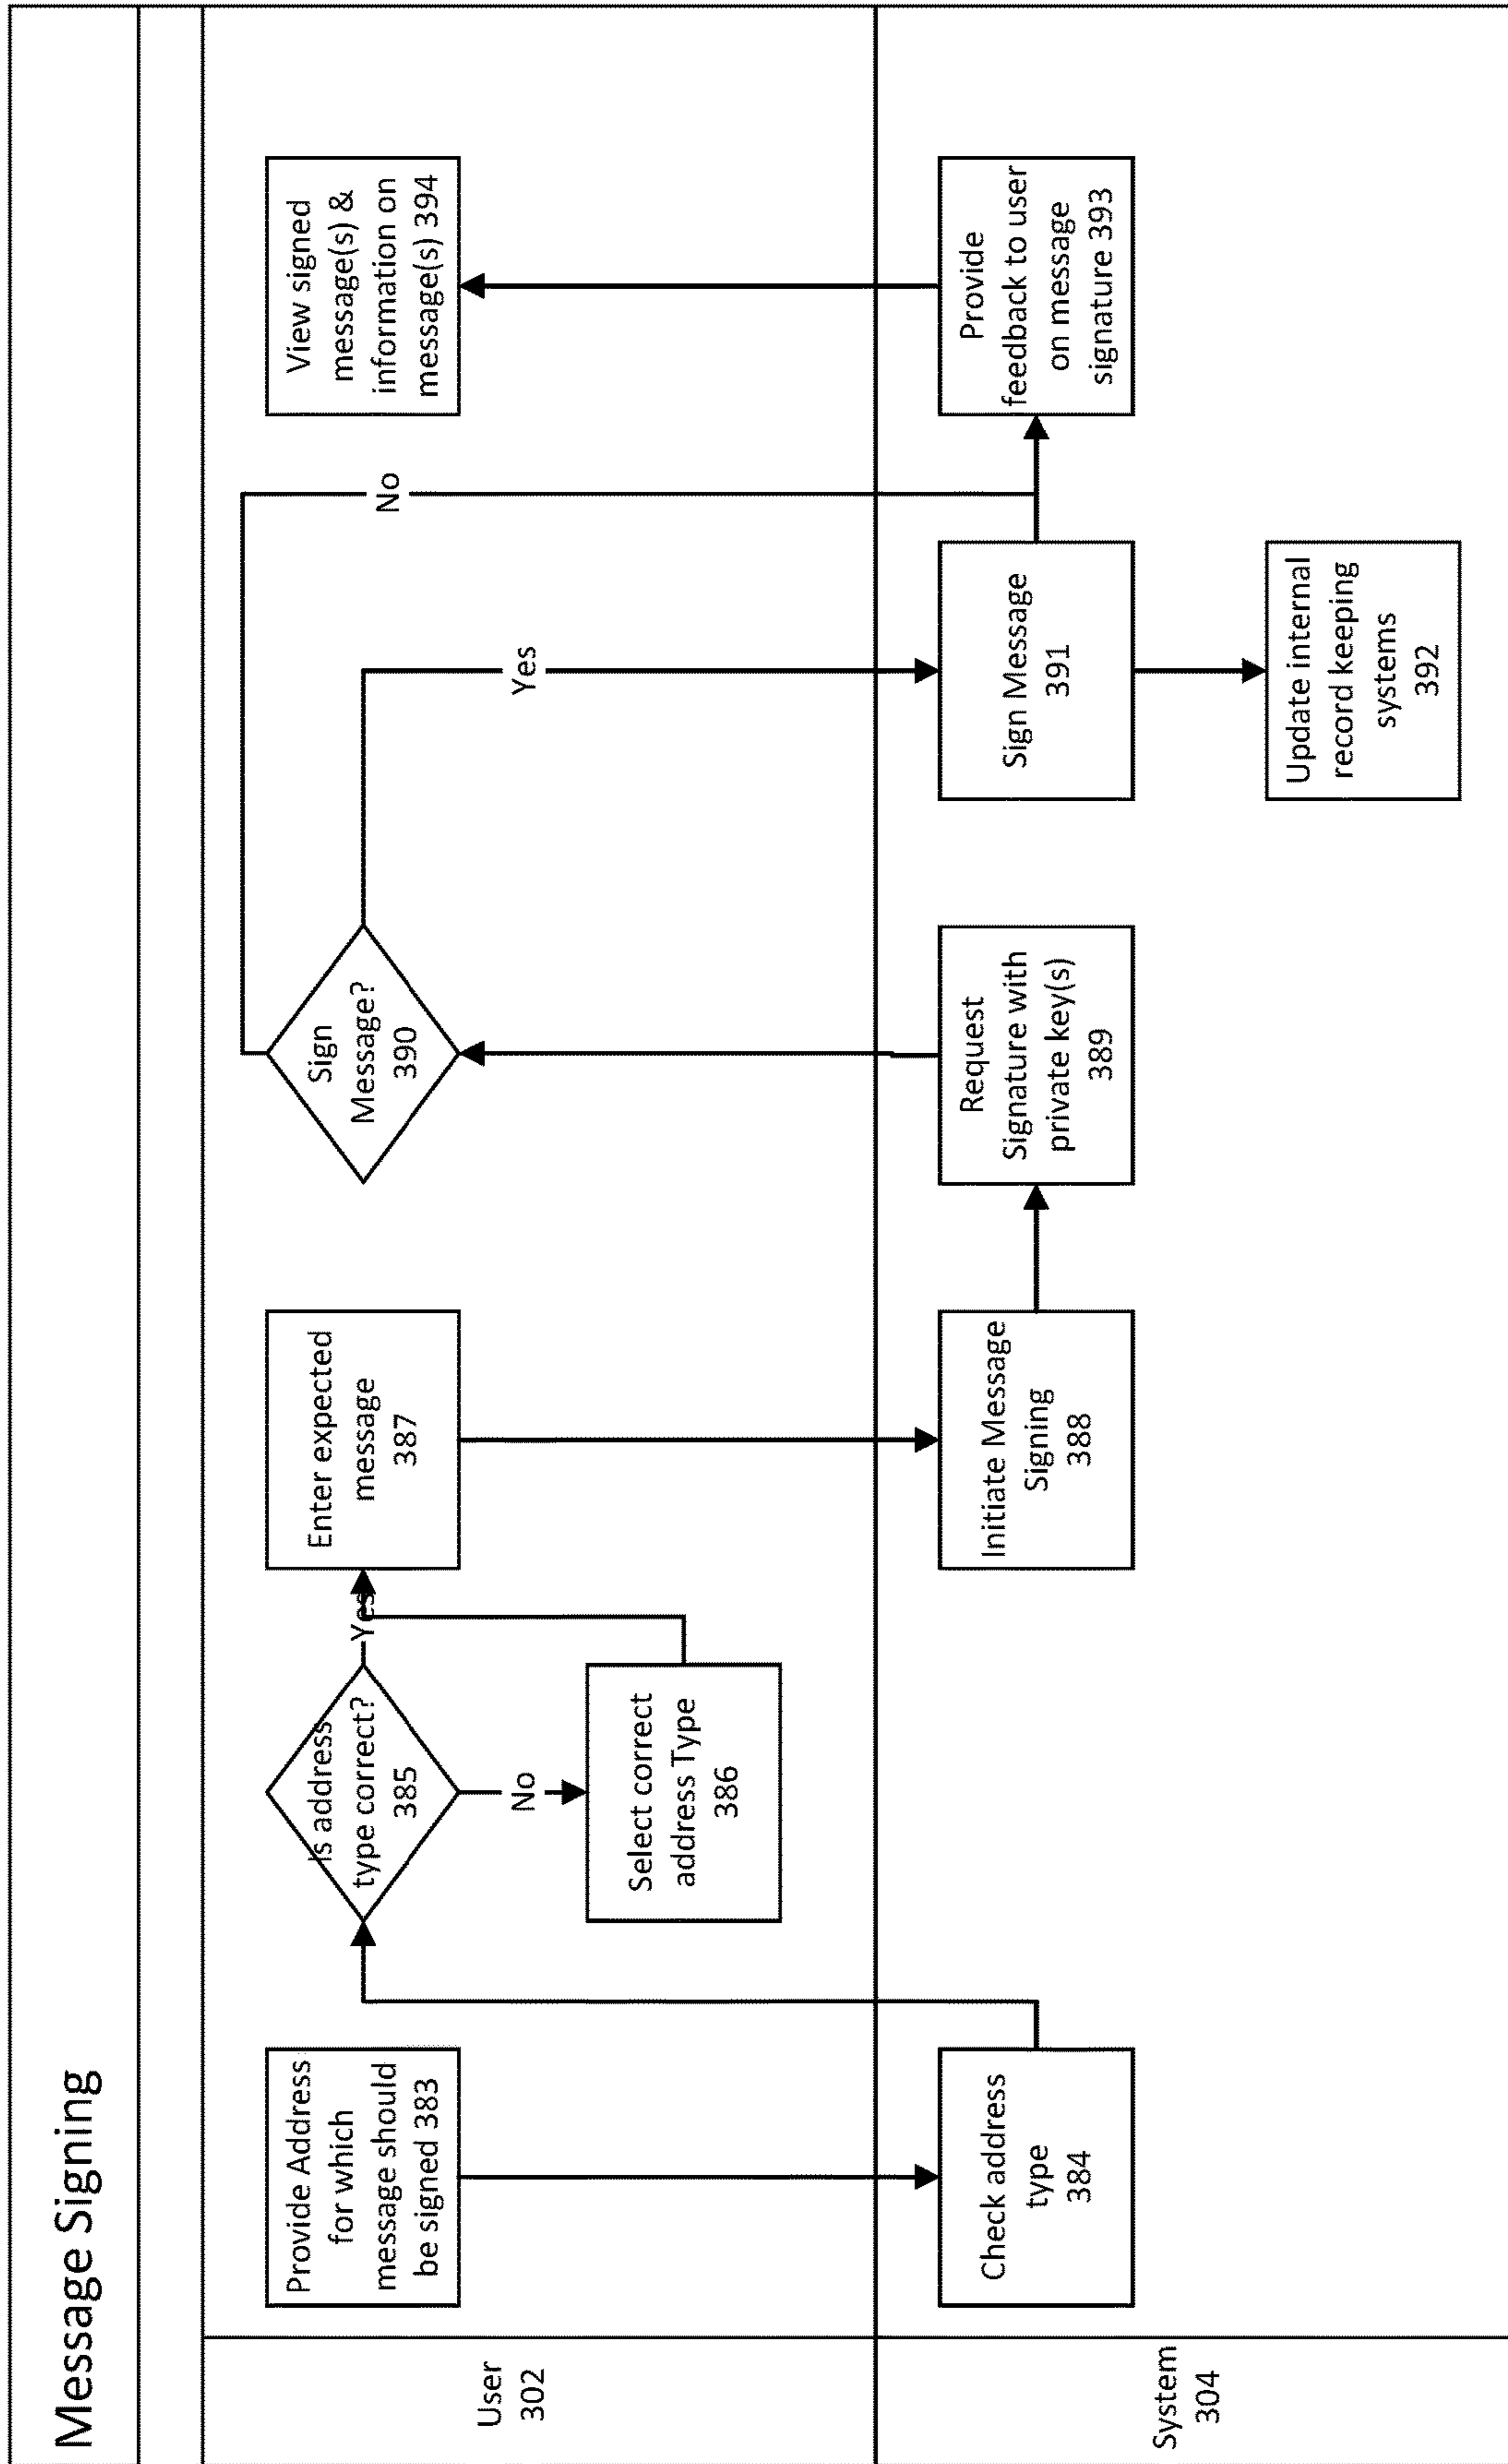 Message Signing
User
302
Provide Address
for which
message should
be signed 383
Is address
type correct?
385
Yes
No
Select correct
address Type
386
Enter expected
message
387
Sign
Message?
390
Yes
No
View signed
message(s) &
information on
message(s) 394
System
304
Check address
type
384
Initiate Message
Signing
388
Request
Signature with
private key(s)
389
Sign Message
391
Update internal
record keeping
systems
392
Provide
feedback to user
on message
signature 393